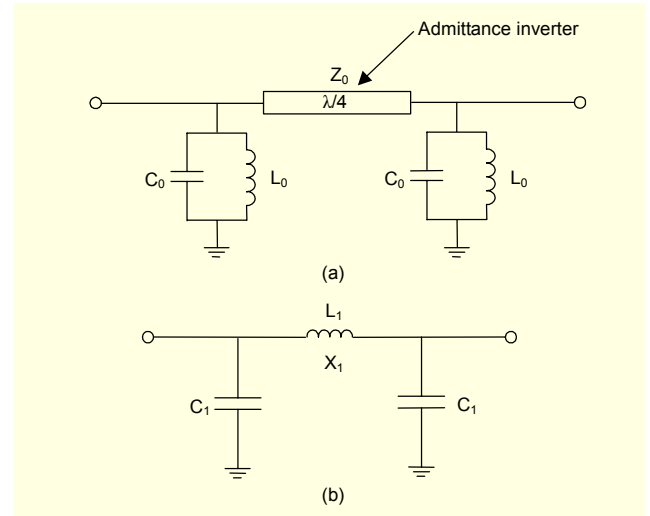 Admittance inverter
Z₀
λ/4
C₀
L₀
C₀
L₀
(a)
L₁
X₁
C₁
C₁
(b)